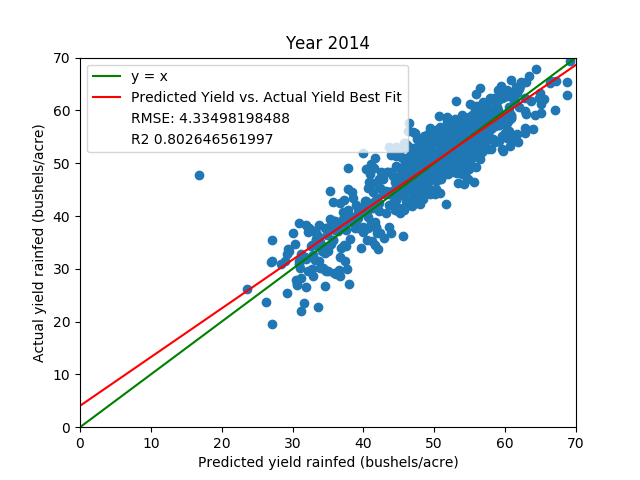 Year 2014
y = x
Predicted Yield vs. Actual Yield Best Fit
RMSE: 4.33498198488
R2 0.802646561997
Actual yield rainfed (bushels/acre)
70
60
50
40
30
20
10
0
0 10 20 30 40 50 60 70
Predicted yield rainfed (bushels/acre)